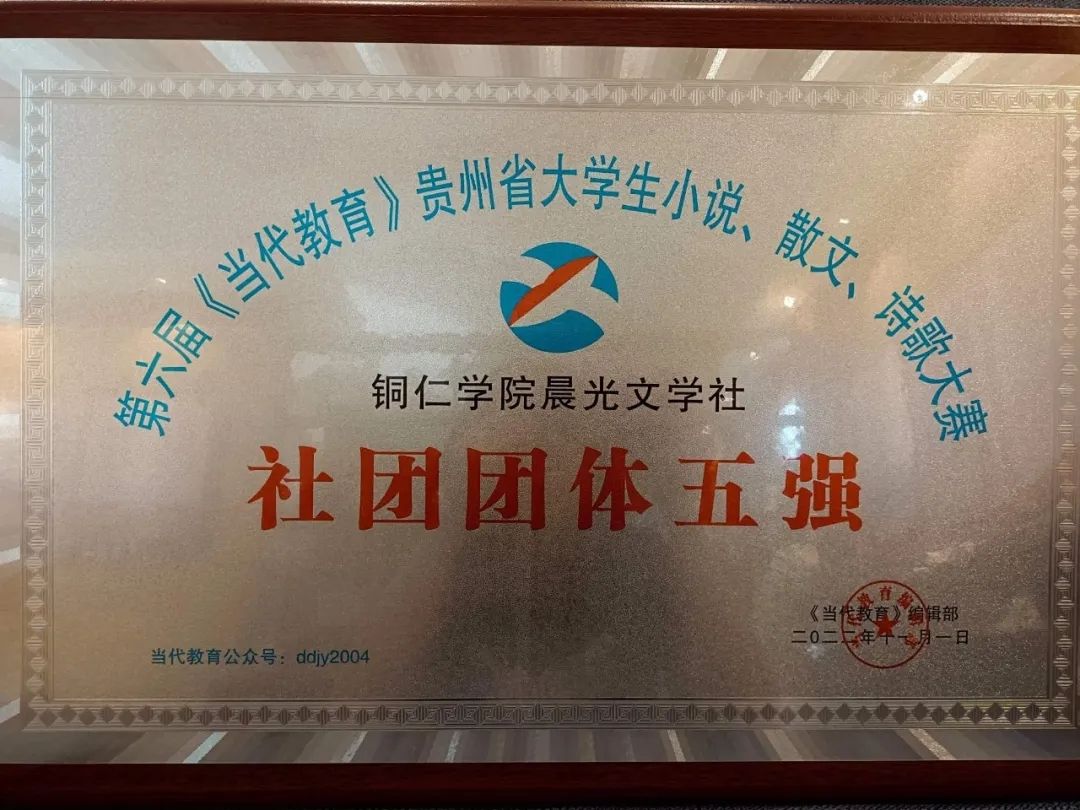 第六届《当代教育》贵州省大学生小说、散文、诗歌大赛
铜仁学院晨光文学社
社团团体五强
《当代教育》编辑部
二〇二二年十一月一日
当代教育公众号：ddjy2004